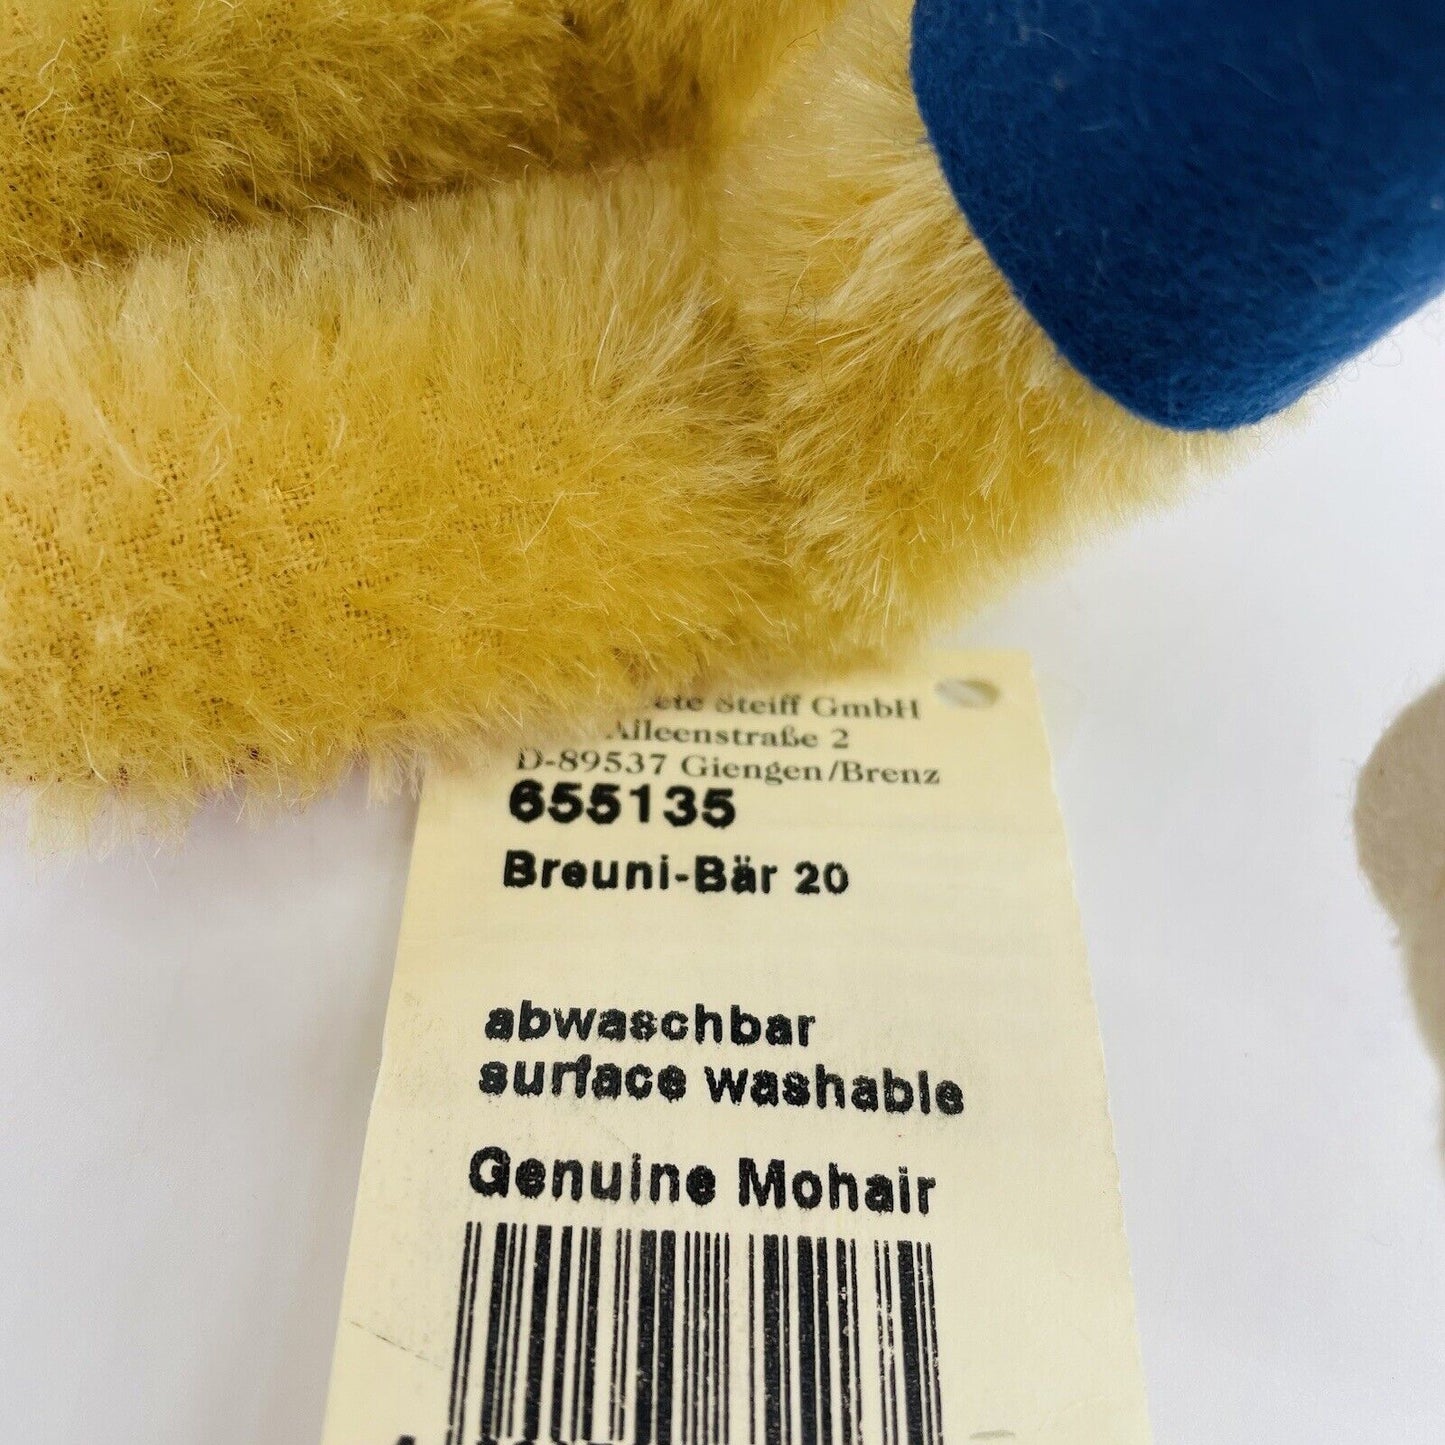 Steiff GmbH
Alleenstraße 2
D-89537 Giengen/Brenz
655135
Breuni-Bär 20
abwaschbar
surface washable
Genuine Mohair